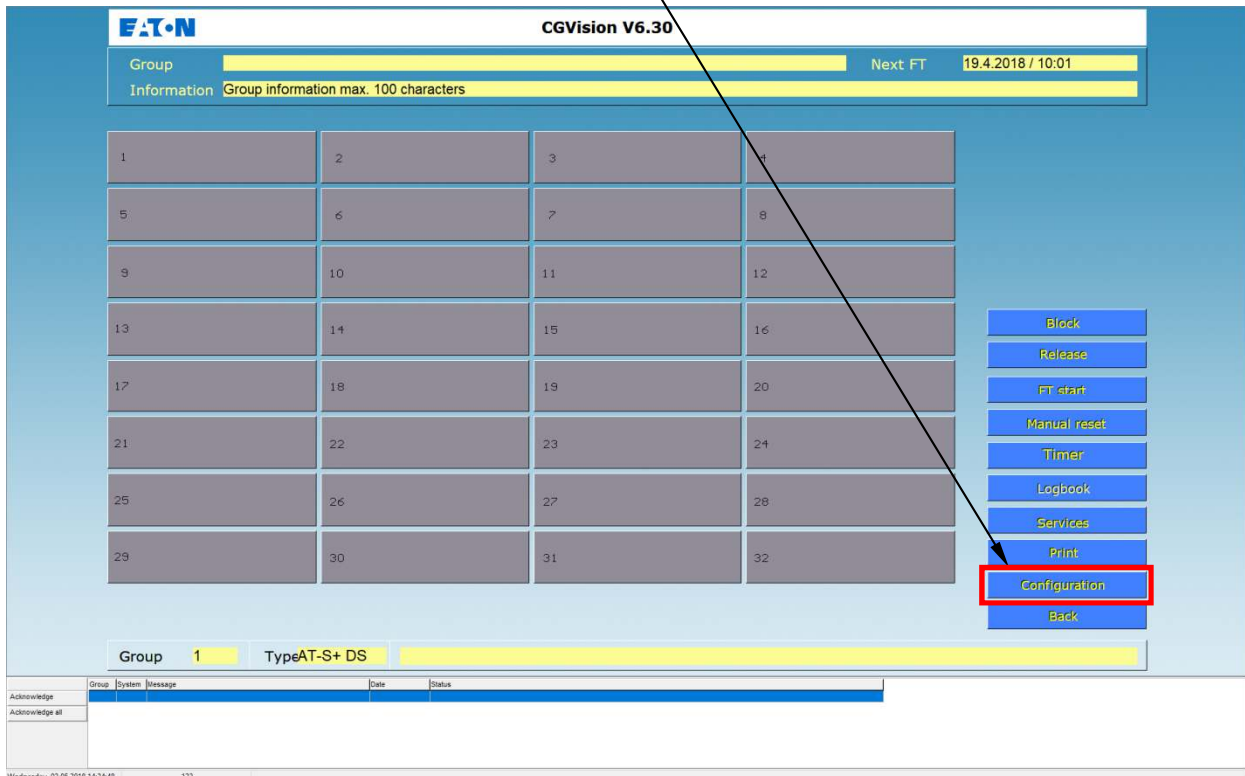 EATON CGVision V6.30
Group Next FT 19.4.2018 / 10:01
Information Group information max. 100 characters
1 2 3 4
5 6 7 8
9 10 11 12
13 14 15 16
17 18 19 20
21 22 23 24
25 26 27 28
29 30 31 32
Block
Release
FT start
Manual reset
Timer
Logbook
Services
Print
Configuration
Back
Group 1 Type AT-S+ DS
Group System Message Date Status
Acknowledge
Acknowledge all